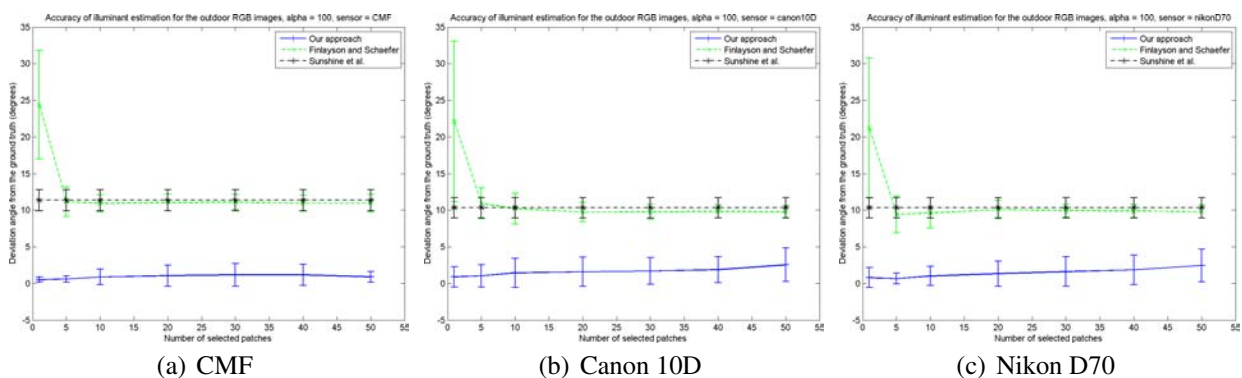 Accuracy of illuminant estimation for the outdoor RGB images, alpha = 100, sensor = CMF
Our approach
Finlayson and Schaefer
Sunshine et al.
Deviation angle from the ground truth (degrees)
35
30
25
20
15
10
5
0
-5
0 5 10 15 20 25 30 35 40 45 50 55
Number of selected patches
(a) CMF
Accuracy of illuminant estimation for the outdoor RGB images, alpha = 100, sensor = canon10D
Our approach
Finlayson and Schaefer
Sunshine et al.
Deviation angle from the ground truth (degrees)
35
30
25
20
15
10
5
0
-5
0 5 10 15 20 25 30 35 40 45 50 55
Number of selected patches
(b) Canon 10D
Accuracy of illuminant estimation for the outdoor RGB images, alpha = 100, sensor = nikonD70
Our approach
Finlayson and Schaefer
Sunshine et al.
Deviation angle from the ground truth (degrees)
35
30
25
20
15
10
5
0
-5
0 5 10 15 20 25 30 35 40 45 50 55
Number of selected patches
(c) Nikon D70